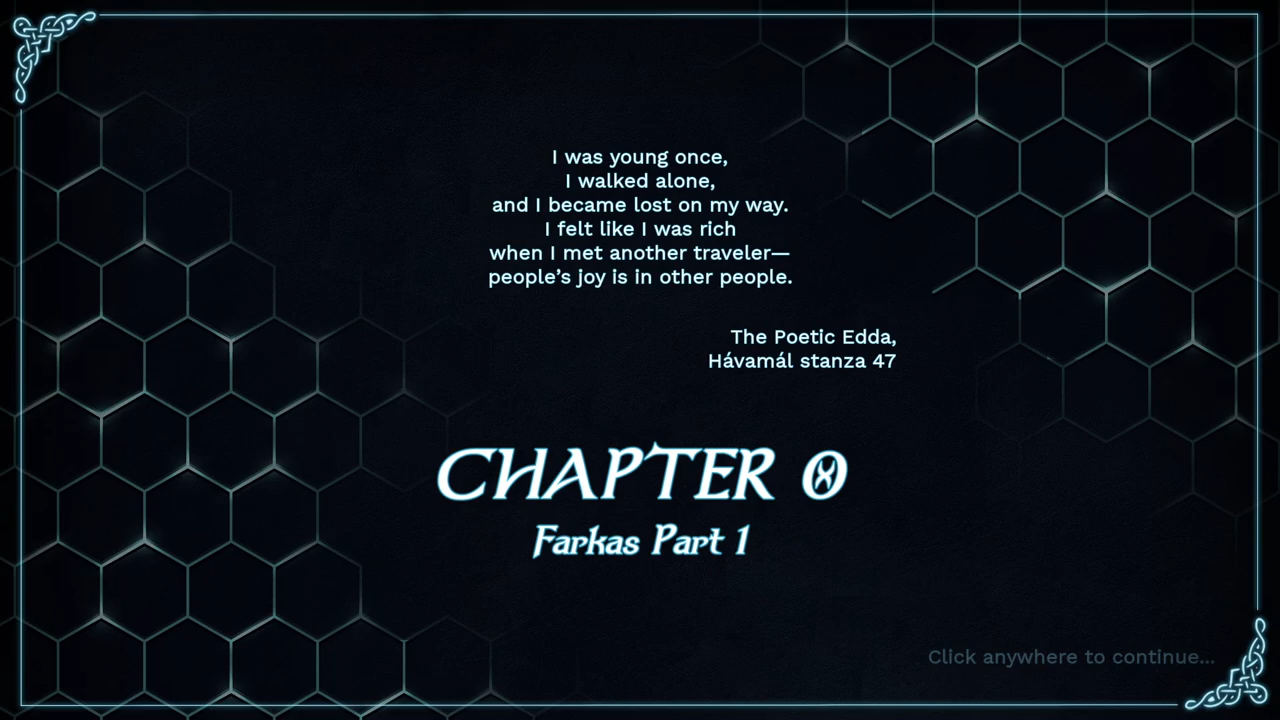 I was young once,
I walked alone,
and I became lost on my way.
I felt like I was rich
when I met another traveler—
people’s joy is in other people.
The Poetic Edda,
Hávamál stanza 47
CHAPTER 0
Farkas Part 1
Click anywhere to continue...